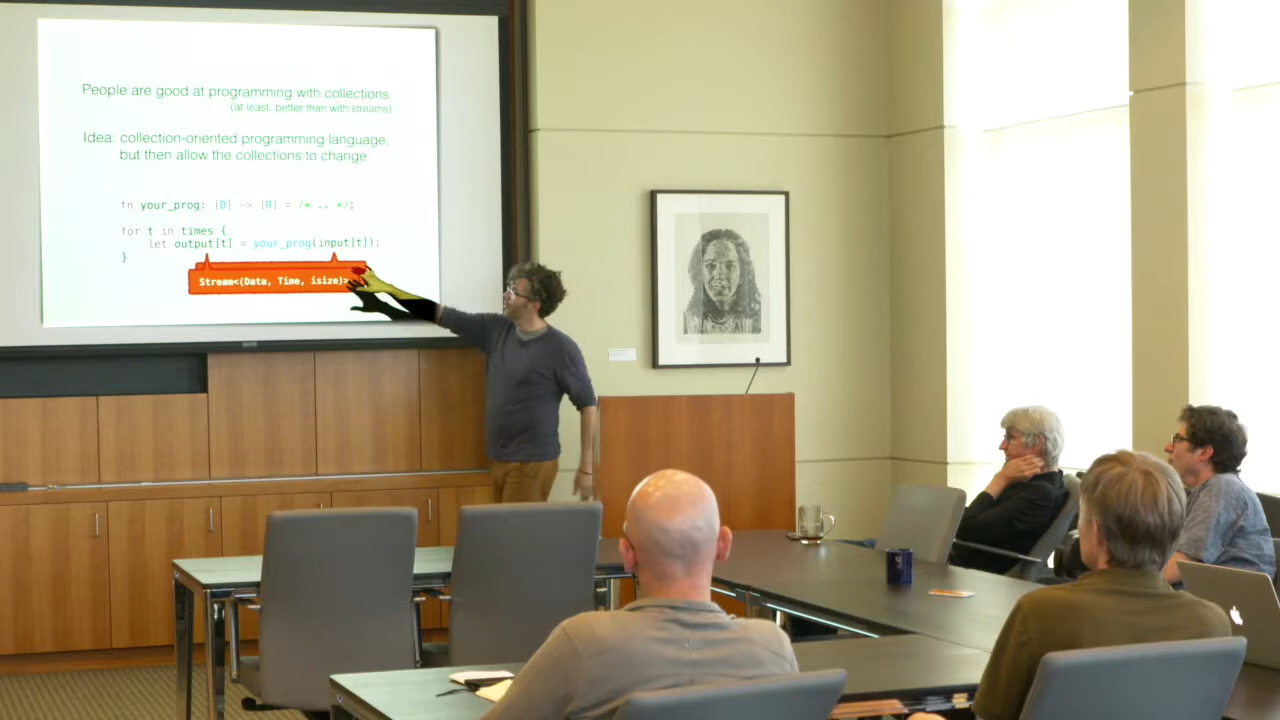 People are good at programming with collections.
(at least, better than with streams)
Idea: collection-oriented programming language,
but then allow the collections to change
fn your_prog: [D] -> [R] = /* .. */;
for t in times {
let output[t] = your_prog(input[t]);
}
Stream<(Data, Time, isize)>